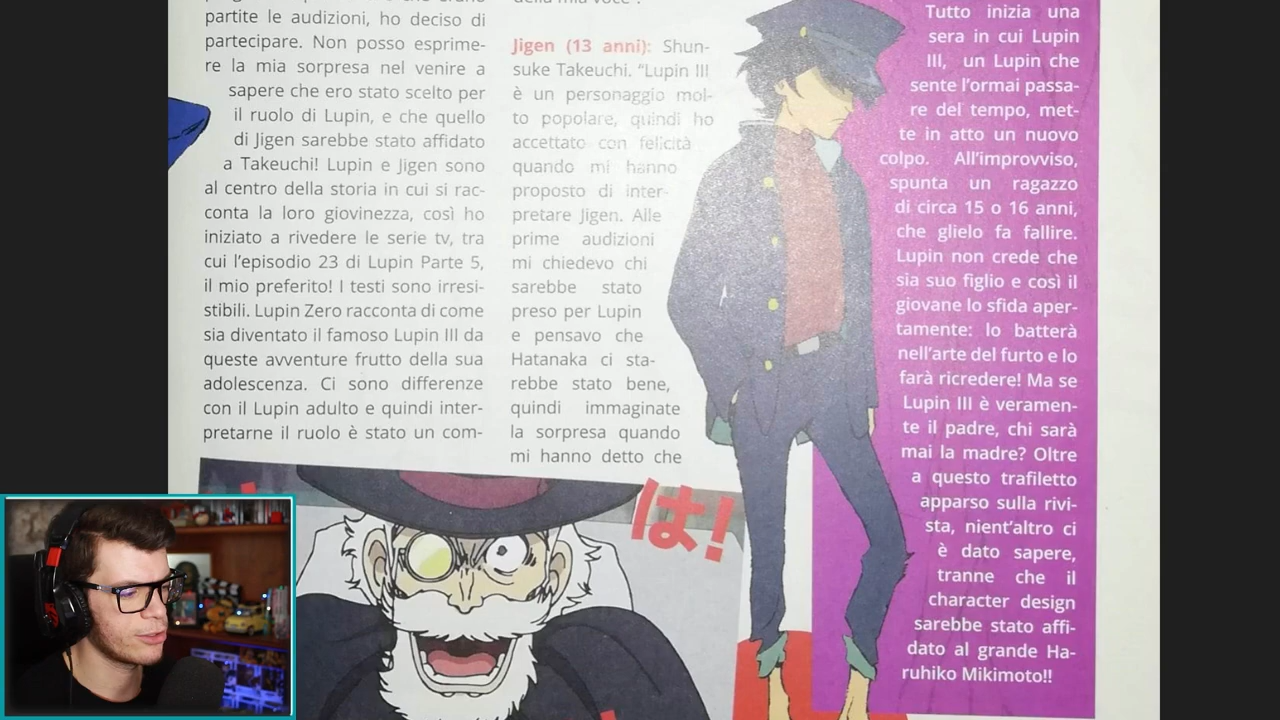 partite le audizioni, ho deciso di
partecipare. Non posso esprime-
re la mia sorpresa nel venire a
sapere che ero stato scelto per
il ruolo di Lupin, e che quello
di Jigen sarebbe stato affidato
a Takeuchi! Lupin e Jigen sono
al centro della storia in cui si rac-
conta la loro giovinezza, così ho
iniziato a rivedere le serie tv, tra
cui l'episodio 23 di Lupin Parte 5,
il mio preferito! I testi sono irresi-
stibili. Lupin Zero racconta di come
sia diventato il famoso Lupin III da
queste avventure frutto della sua
adolescenza. Ci sono differenze
con il Lupin adulto e quindi inter-
pretarne il ruolo è stato un com-
della mia voce".
Jigen (13 anni): Shun-
suke Takeuchi. "Lupin III
è un personaggio mol-
to popolare, quindi ho
accettato con felicità
quando mi hanno
proposto di inter-
pretare Jigen. Alle
prime audizioni
mi chiedevo chi
sarebbe stato
preso per Lupin
e pensavo che
Hatanaka ci sta-
rebbe stato bene,
quindi immaginate
la sorpresa quando
mi hanno detto che
は!
Tutto inizia una
sera in cui Lupin
III, un Lupin che
sente l'ormai passa-
re del tempo, met-
te in atto un nuovo
colpo. All'improvviso,
spunta un ragazzo
di circa 15 o 16 anni,
che glielo fa fallire.
Lupin non crede che
sia suo figlio e così il
giovane lo sfida aper-
tamente: lo batterà
nell'arte del furto e lo
farà ricredere! Ma se
Lupin III è veramen-
te il padre, chi sarà
mai la madre? Oltre
a questo trafiletto
apparso sulla rivi-
sta, nient'altro ci
è dato sapere,
tranne che il
character design
sarebbe stato affi-
dato al grande Ha-
ruhiko Mikimoto!!